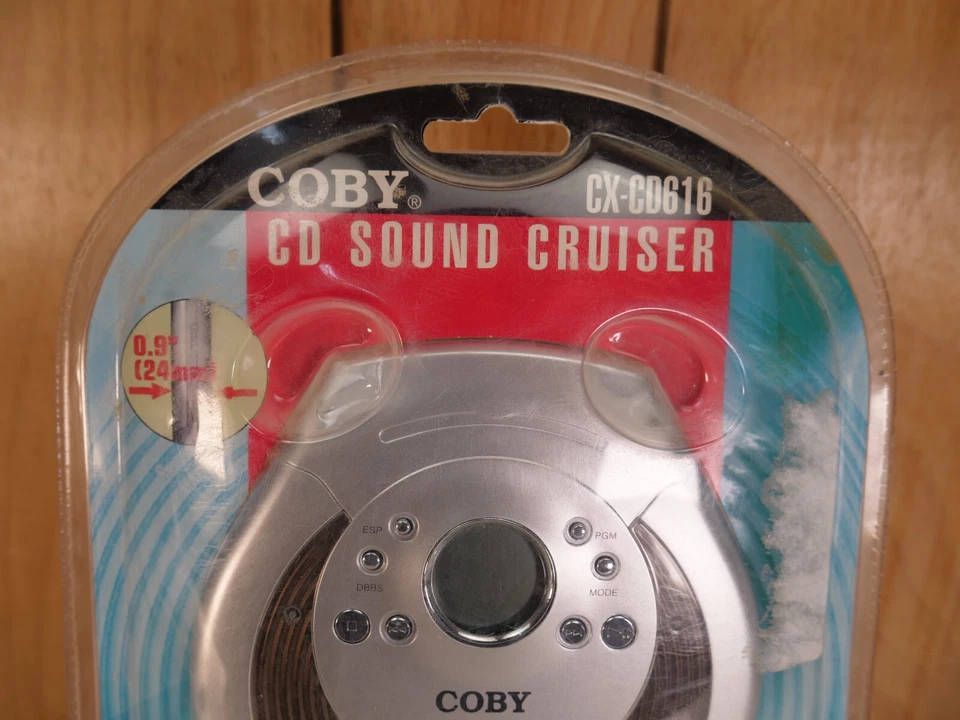 COBY®
CX-CD616
CD SOUND CRUISER
0.9"
(24mm)
ESP
PGM
DBBS
MODE
COBY